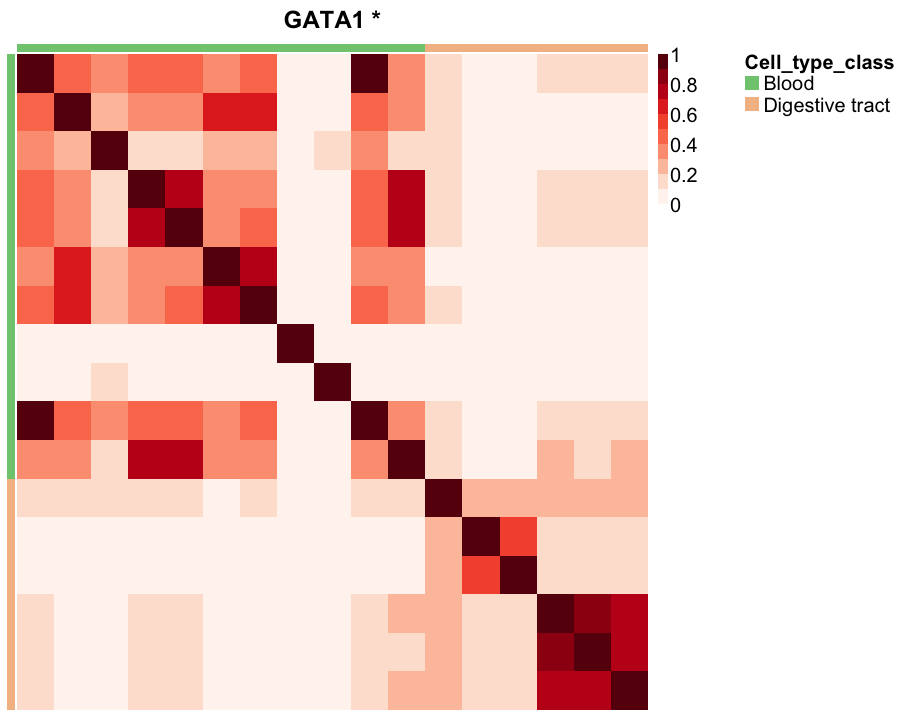 GATA1 *
1
0.8
0.6
0.4
0.2
0
Cell_type_class
Blood
Digestive tract